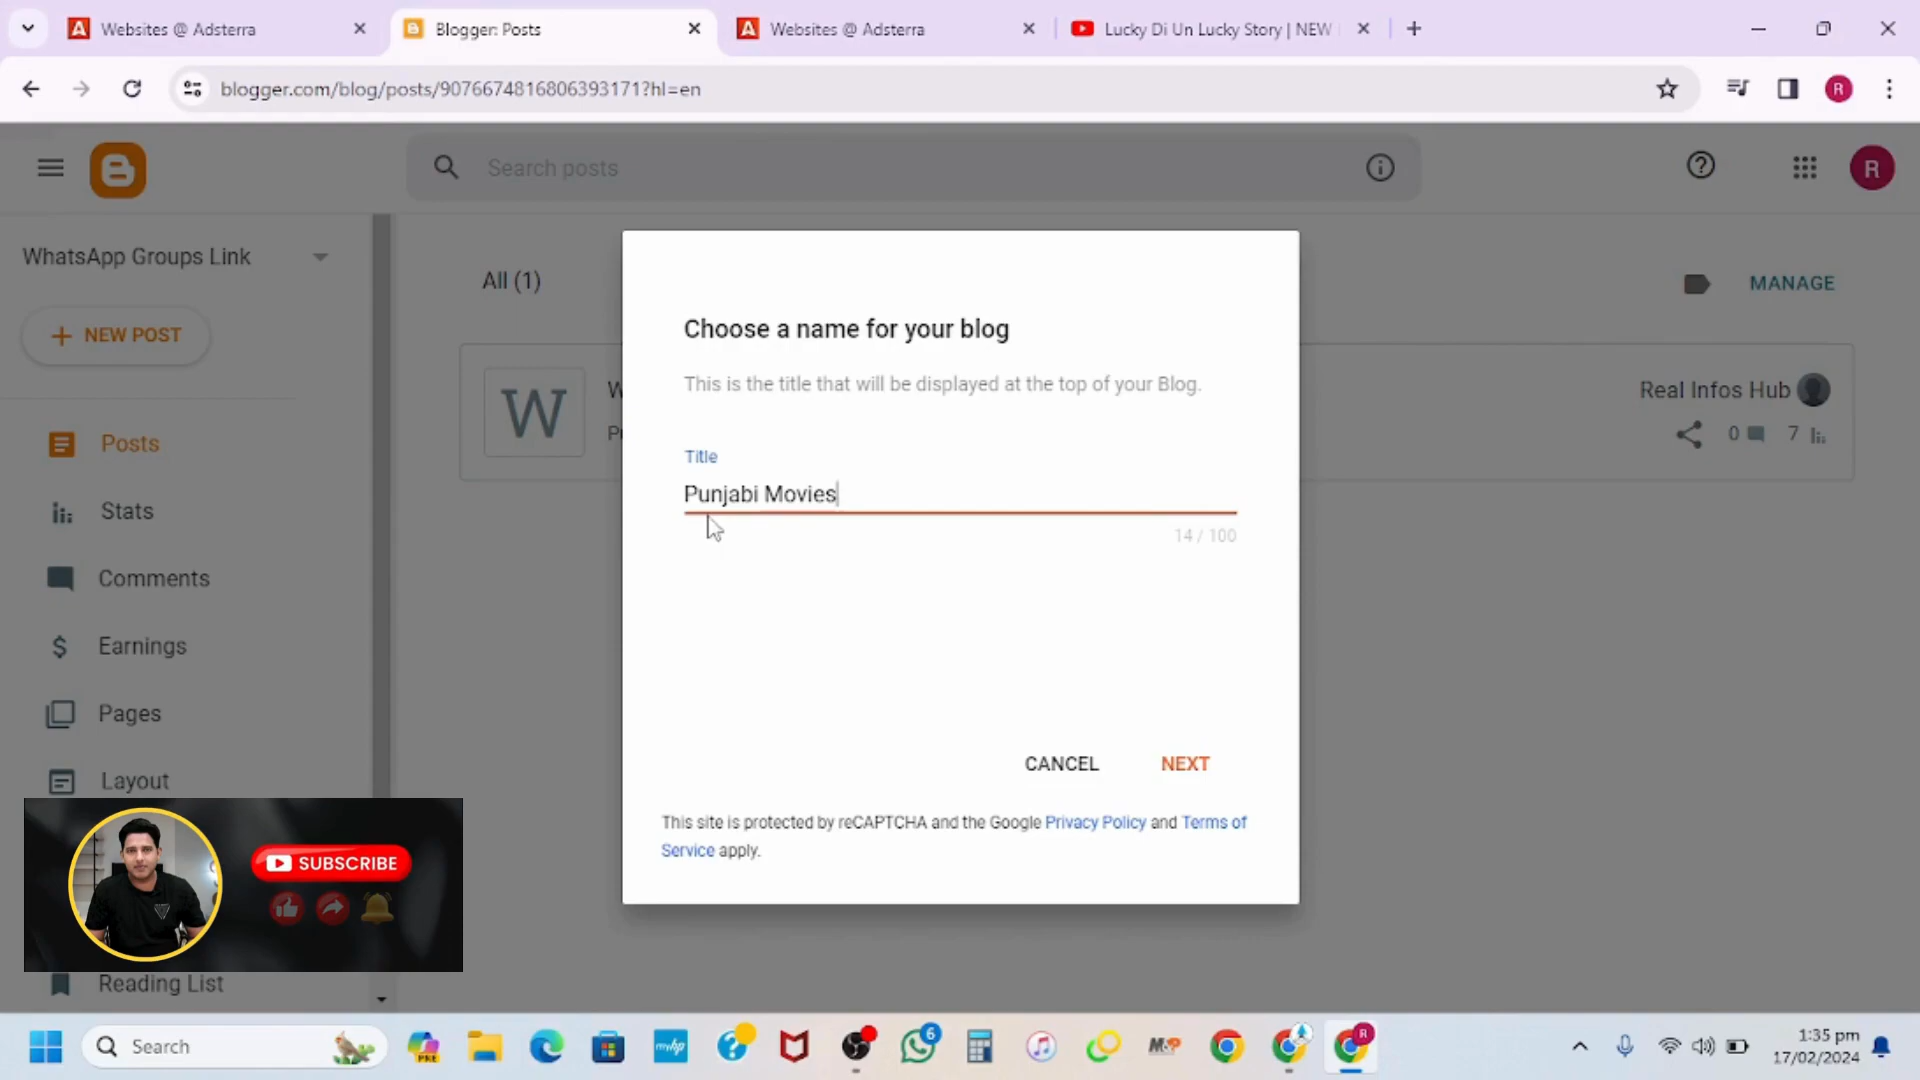 Websites @ Adsterra
Blogger: Posts
Websites @ Adsterra
Lucky Di Un Lucky Story | NEW
blogger.com/blog/posts/9076674816806393171?hl=en
R
Search posts
R
WhatsApp Groups Link
All (1)
MANAGE
NEW POST
W
W
Real Infos Hub
0
7
Posts
Stats
Comments
Earnings
Pages
Layout
Reading List
Choose a name for your blog
This is the title that will be displayed at the top of your Blog.
Title
Punjabi Movies
14 / 100
CANCEL
NEXT
This site is protected by reCAPTCHA and the Google Privacy Policy and Terms of
Service apply.
SUBSCRIBE
Search
PRE
myhp
6
R
1:35 pm
17/02/2024